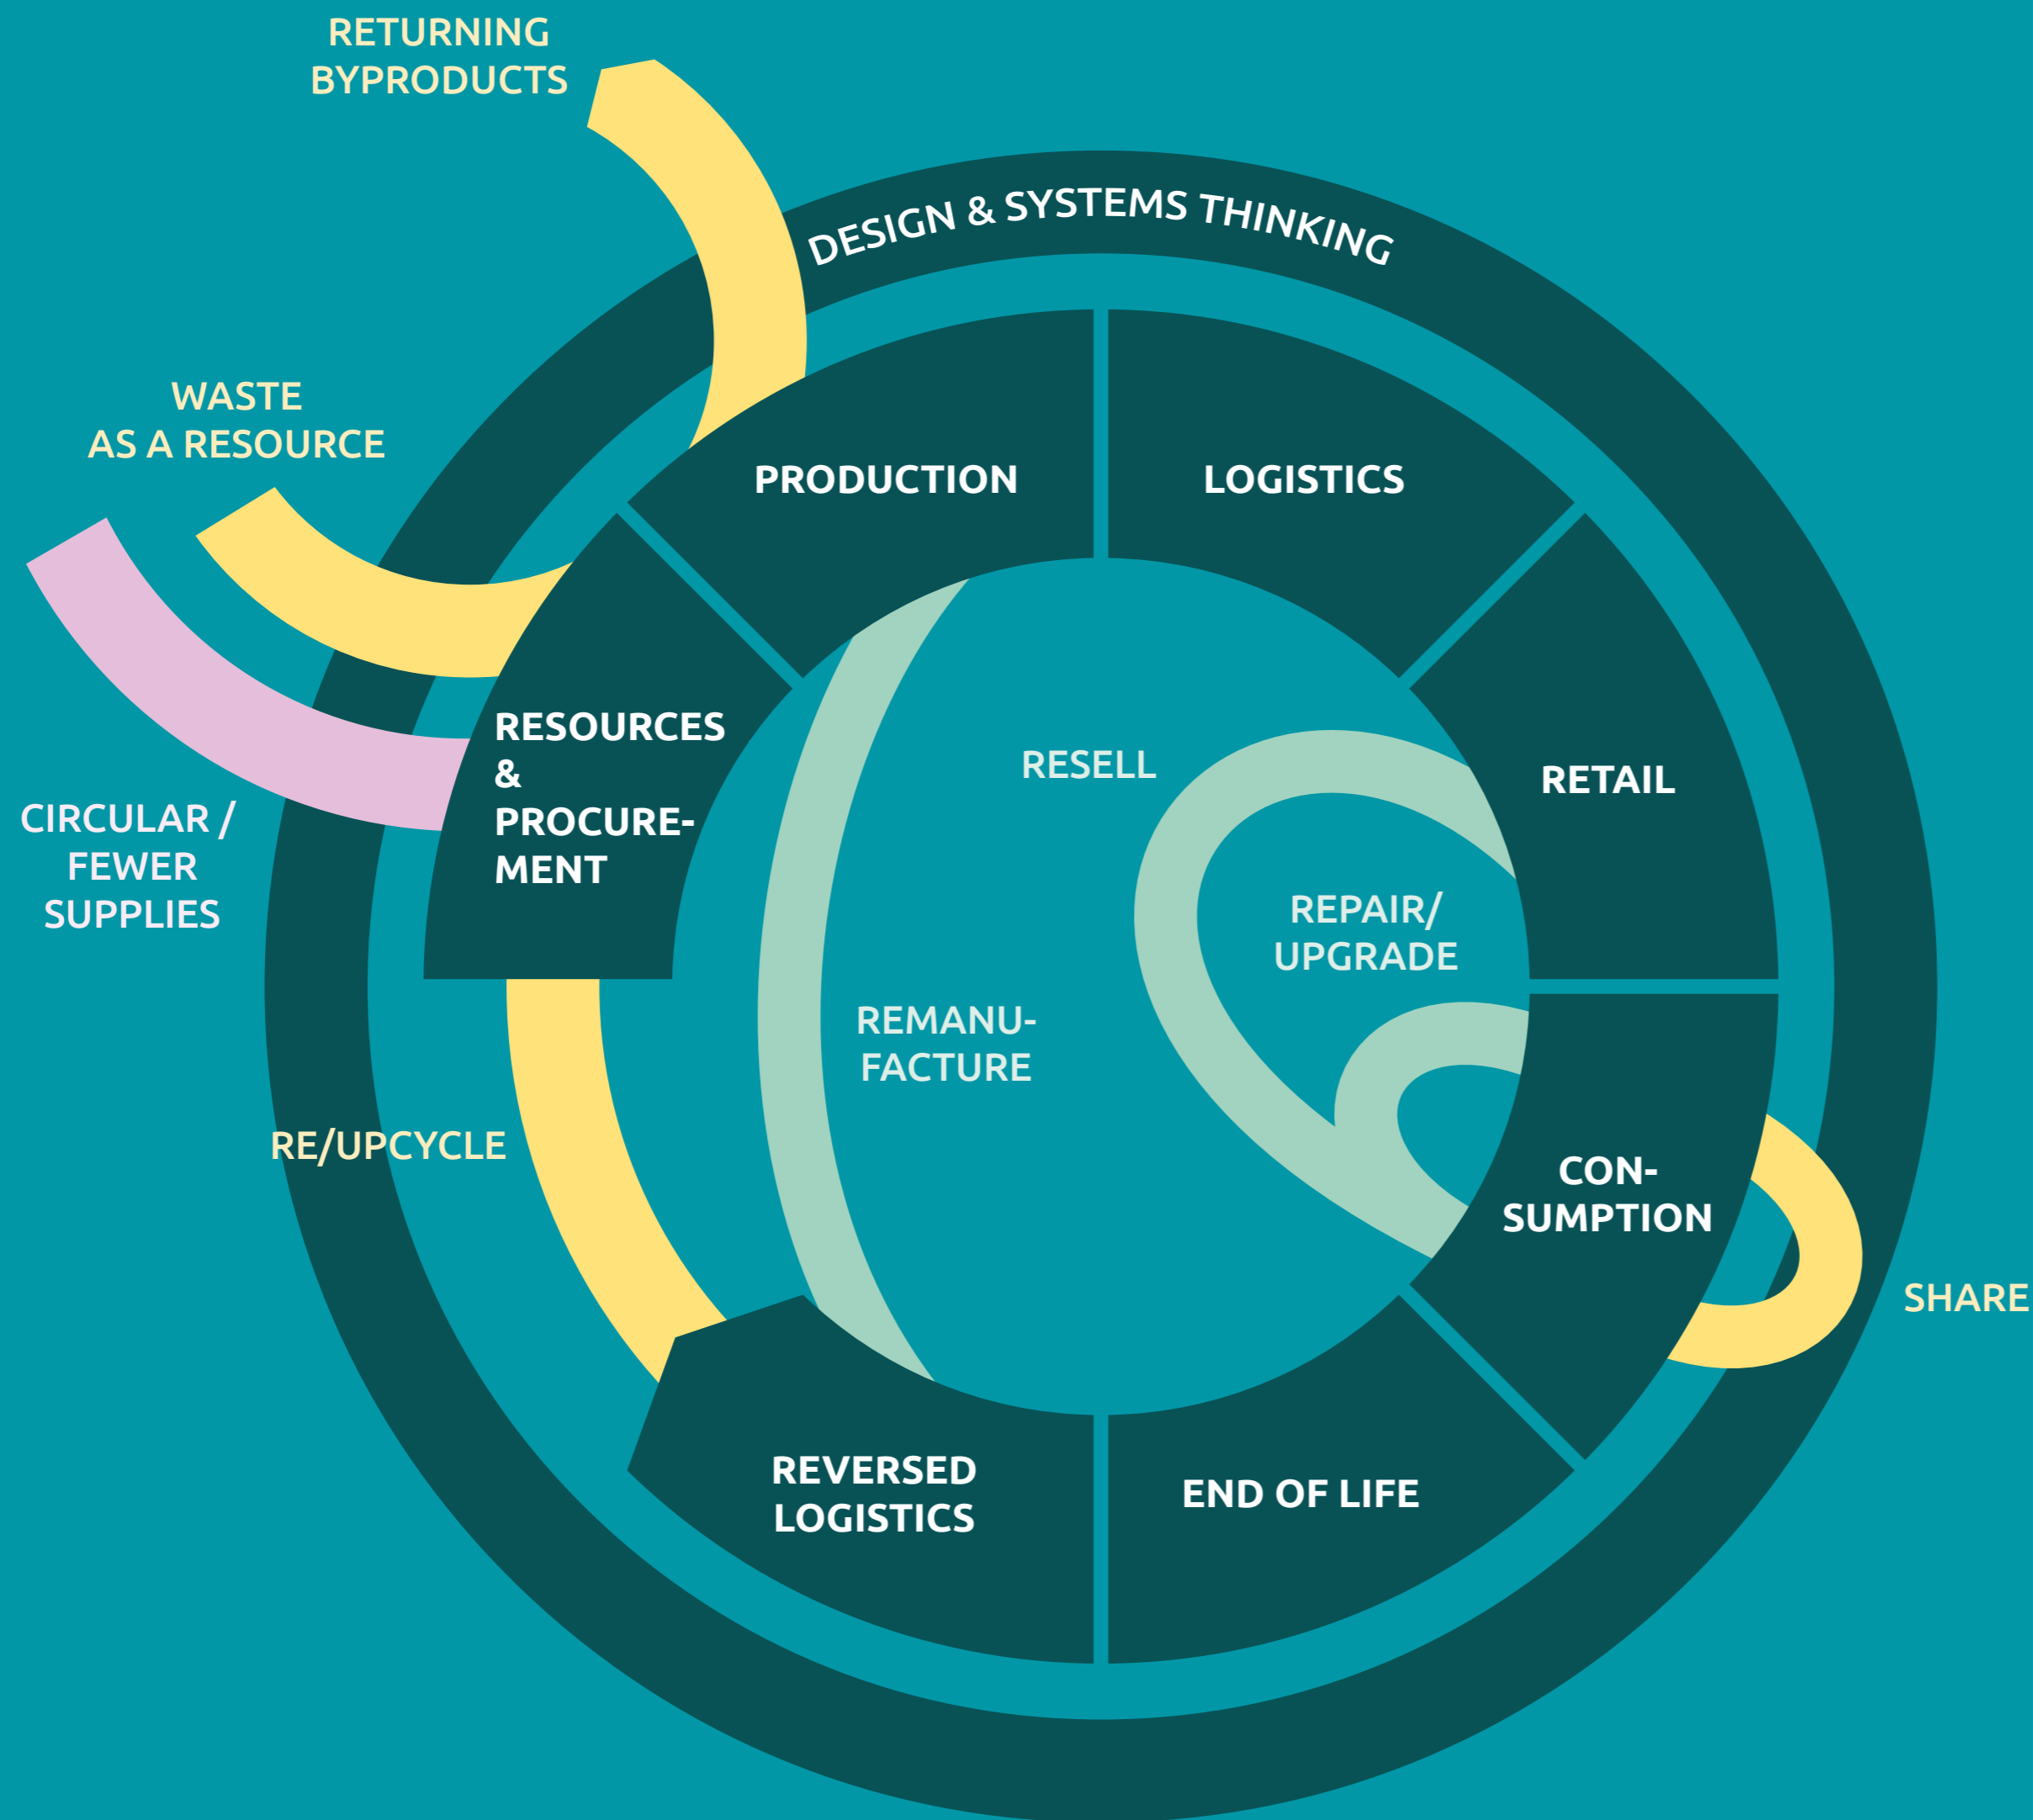 RETURNING
BYPRODUCTS
DESIGN & SYSTEMS THINKING
WASTE
AS A RESOURCE
PRODUCTION
LOGISTICS
RESOURCES
&
PROCURE-
MENT
RESELL
RETAIL
CIRCULAR /
FEWER
SUPPLIES
REPAIR/
UPGRADE
REMANU-
FACTURE
RE/UPCYCLE
CON-
SUMPTION
SHARE
REVERSED
LOGISTICS
END OF LIFE